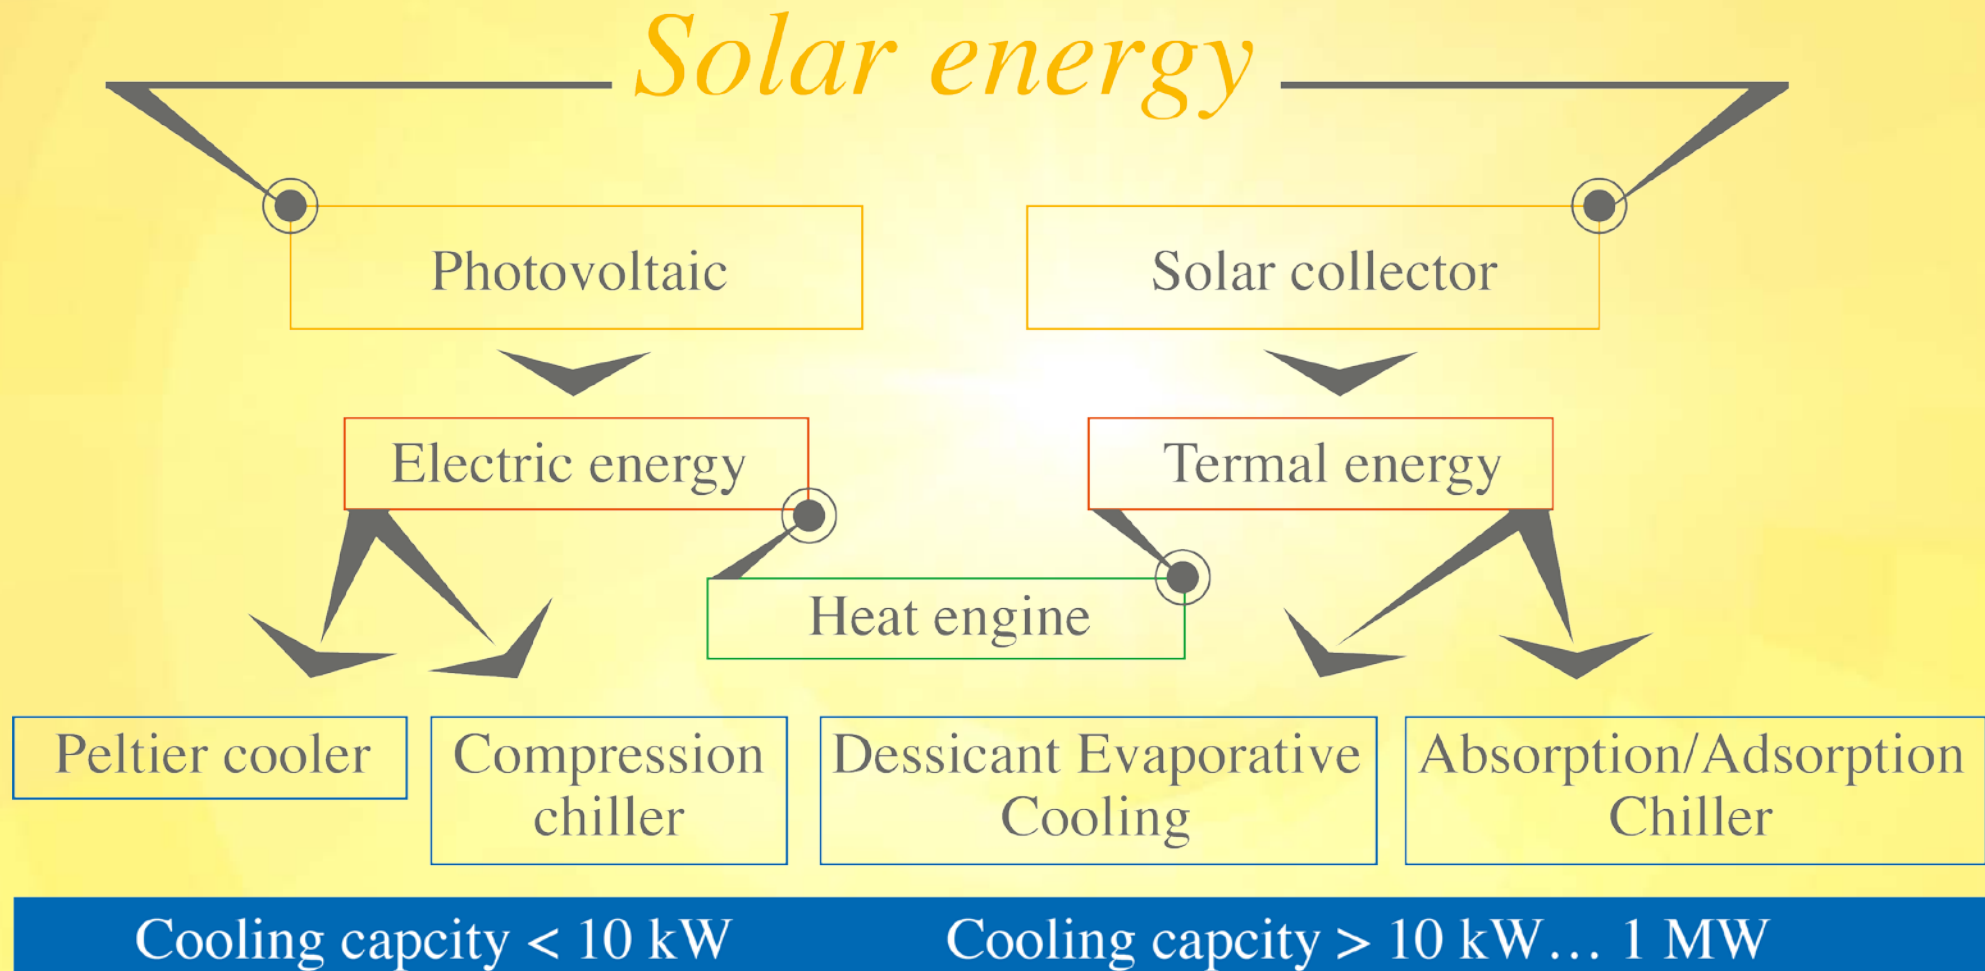 Solar energy
Photovoltaic
Solar collector
Electric energy
Termal energy
Heat engine
Peltier cooler
Compression
chiller
Dessicant Evaporative
Cooling
Absorption/Adsorption
Chiller
Cooling capcity < 10 kW
Cooling capcity > 10 kW... 1 MW